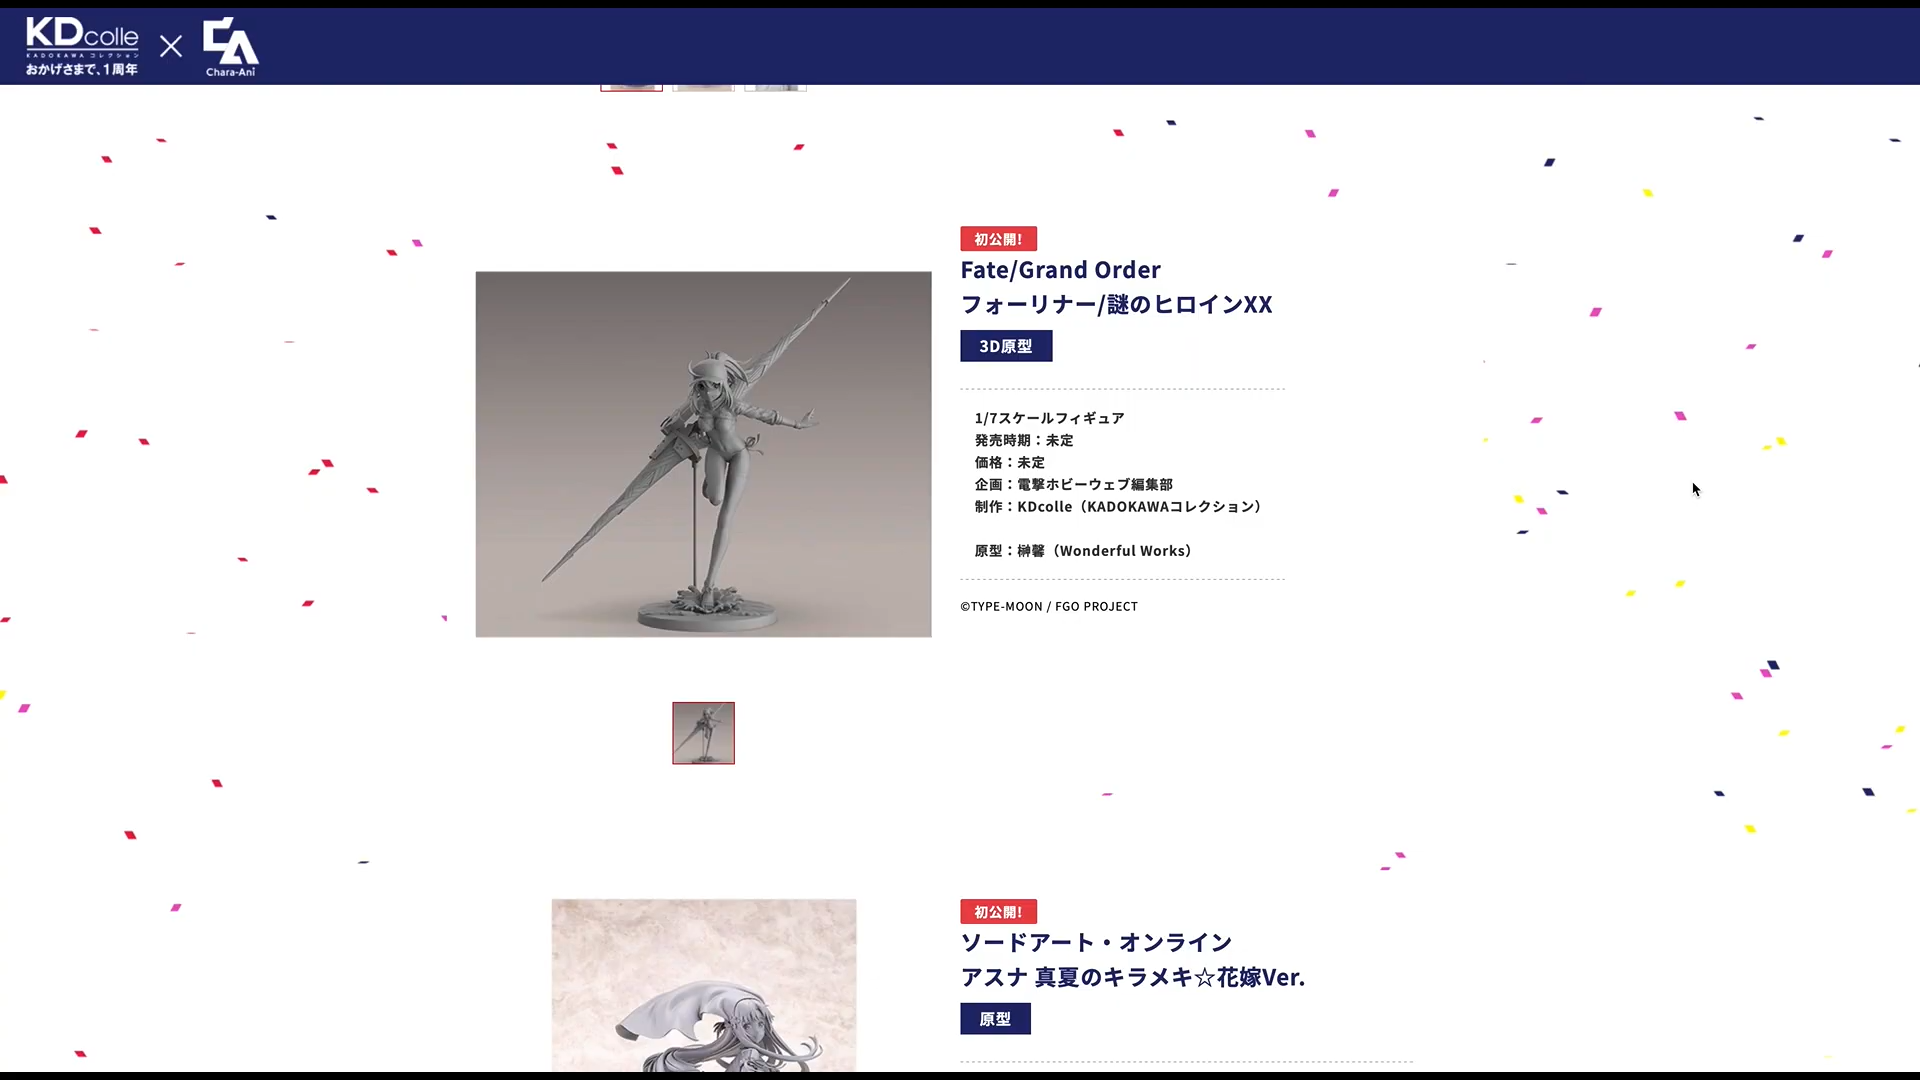 KDcolle
KADOKAWA コレクション
おかげさまで、1周年
Chara-Ani
初公開!
Fate/Grand Order
フォーリナー/謎のヒロインXX
3D原型
1/7スケールフィギュア
発売時期：未定
価格：未定
企画：電撃ホビーウェブ編集部
制作：KDcolle（KADOKAWAコレクション）
原型：榊馨（Wonderful Works）
©TYPE-MOON / FGO PROJECT
初公開!
ソードアート・オンライン
アスナ 真夏のキラメキ☆花嫁Ver.
原型